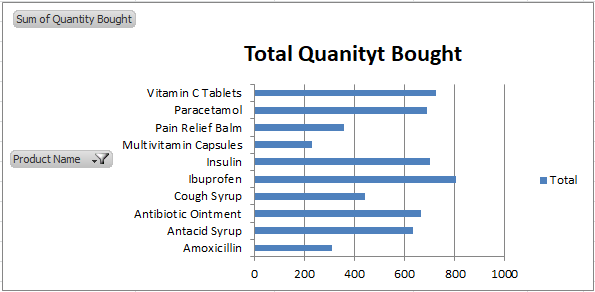 Sum of Quantity Bought
Total Quanityt Bought
Vitamin C Tablets
Paracetamol
Pain Relief Balm
Multivitamin Capsules
Insulin
Product Name
Ibuprofen
Total
Cough Syrup
Antibiotic Ointment
Antacid Syrup
Amoxicillin
0 200 400 600 800 1000